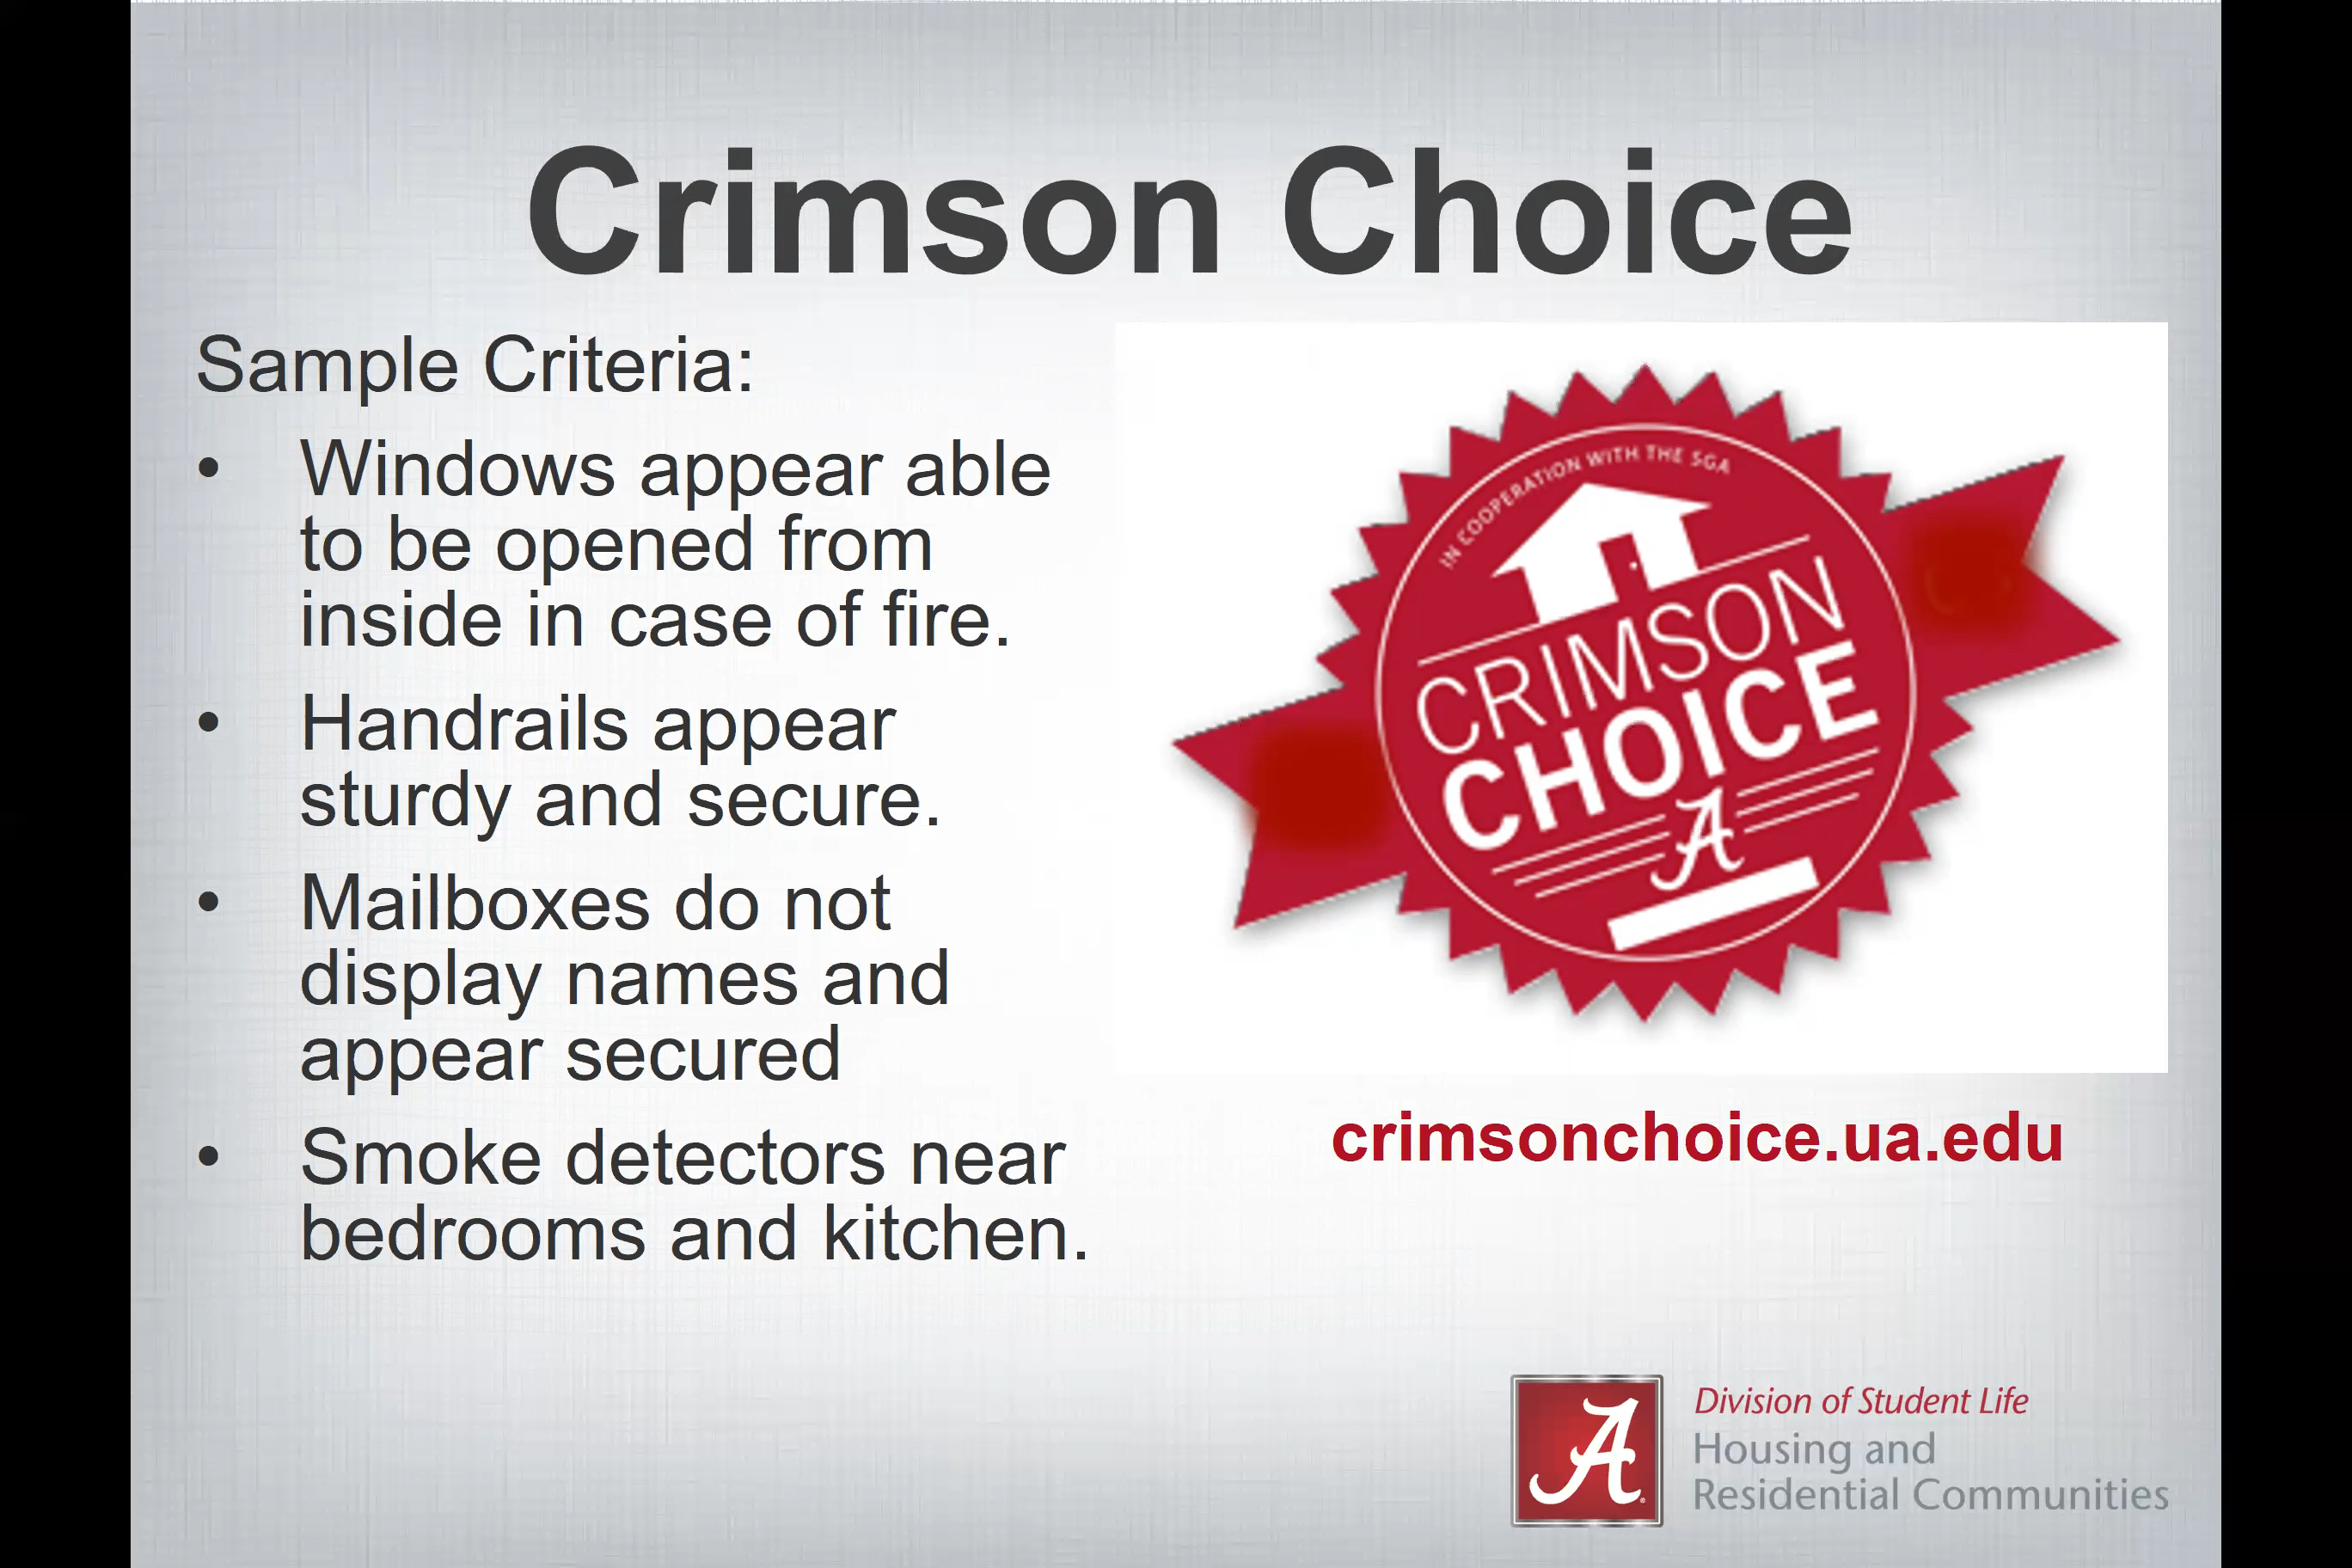 Crimson Choice
Sample Criteria:
• Windows appear able
to be opened from
inside in case of fire.
• Handrails appear
sturdy and secure.
• Mailboxes do not
display names and
appear secured
• Smoke detectors near
bedrooms and kitchen.
IN COOPERATION WITH THE SGA
CRIMSON
CHOICE
A
crimsonchoice.ua.edu
A
Division of Student Life
Housing and
Residential Communities